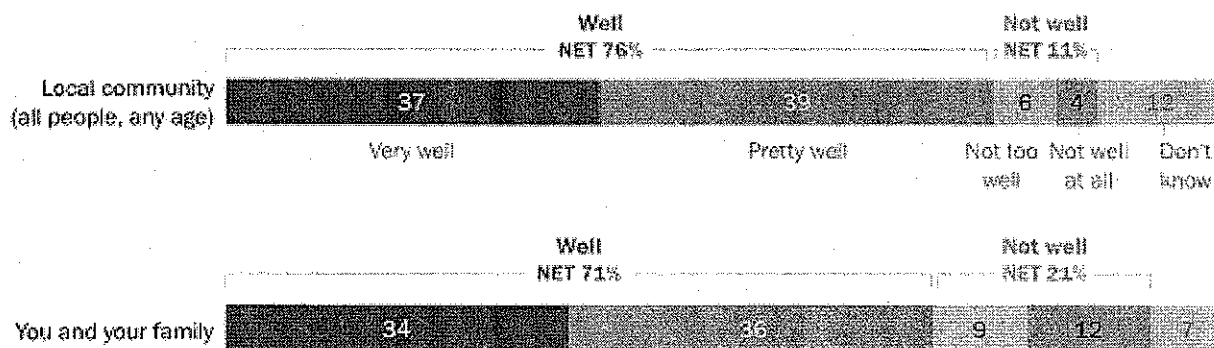 Well Not well
NET 76% NET 11%
Local community
(all people, any age)
37 39 6 4 12
Very well Pretty well Not too Not well Don't
well at all know
Well Not well
NET 71% NET 21%
You and your family 34 36 9 12 7